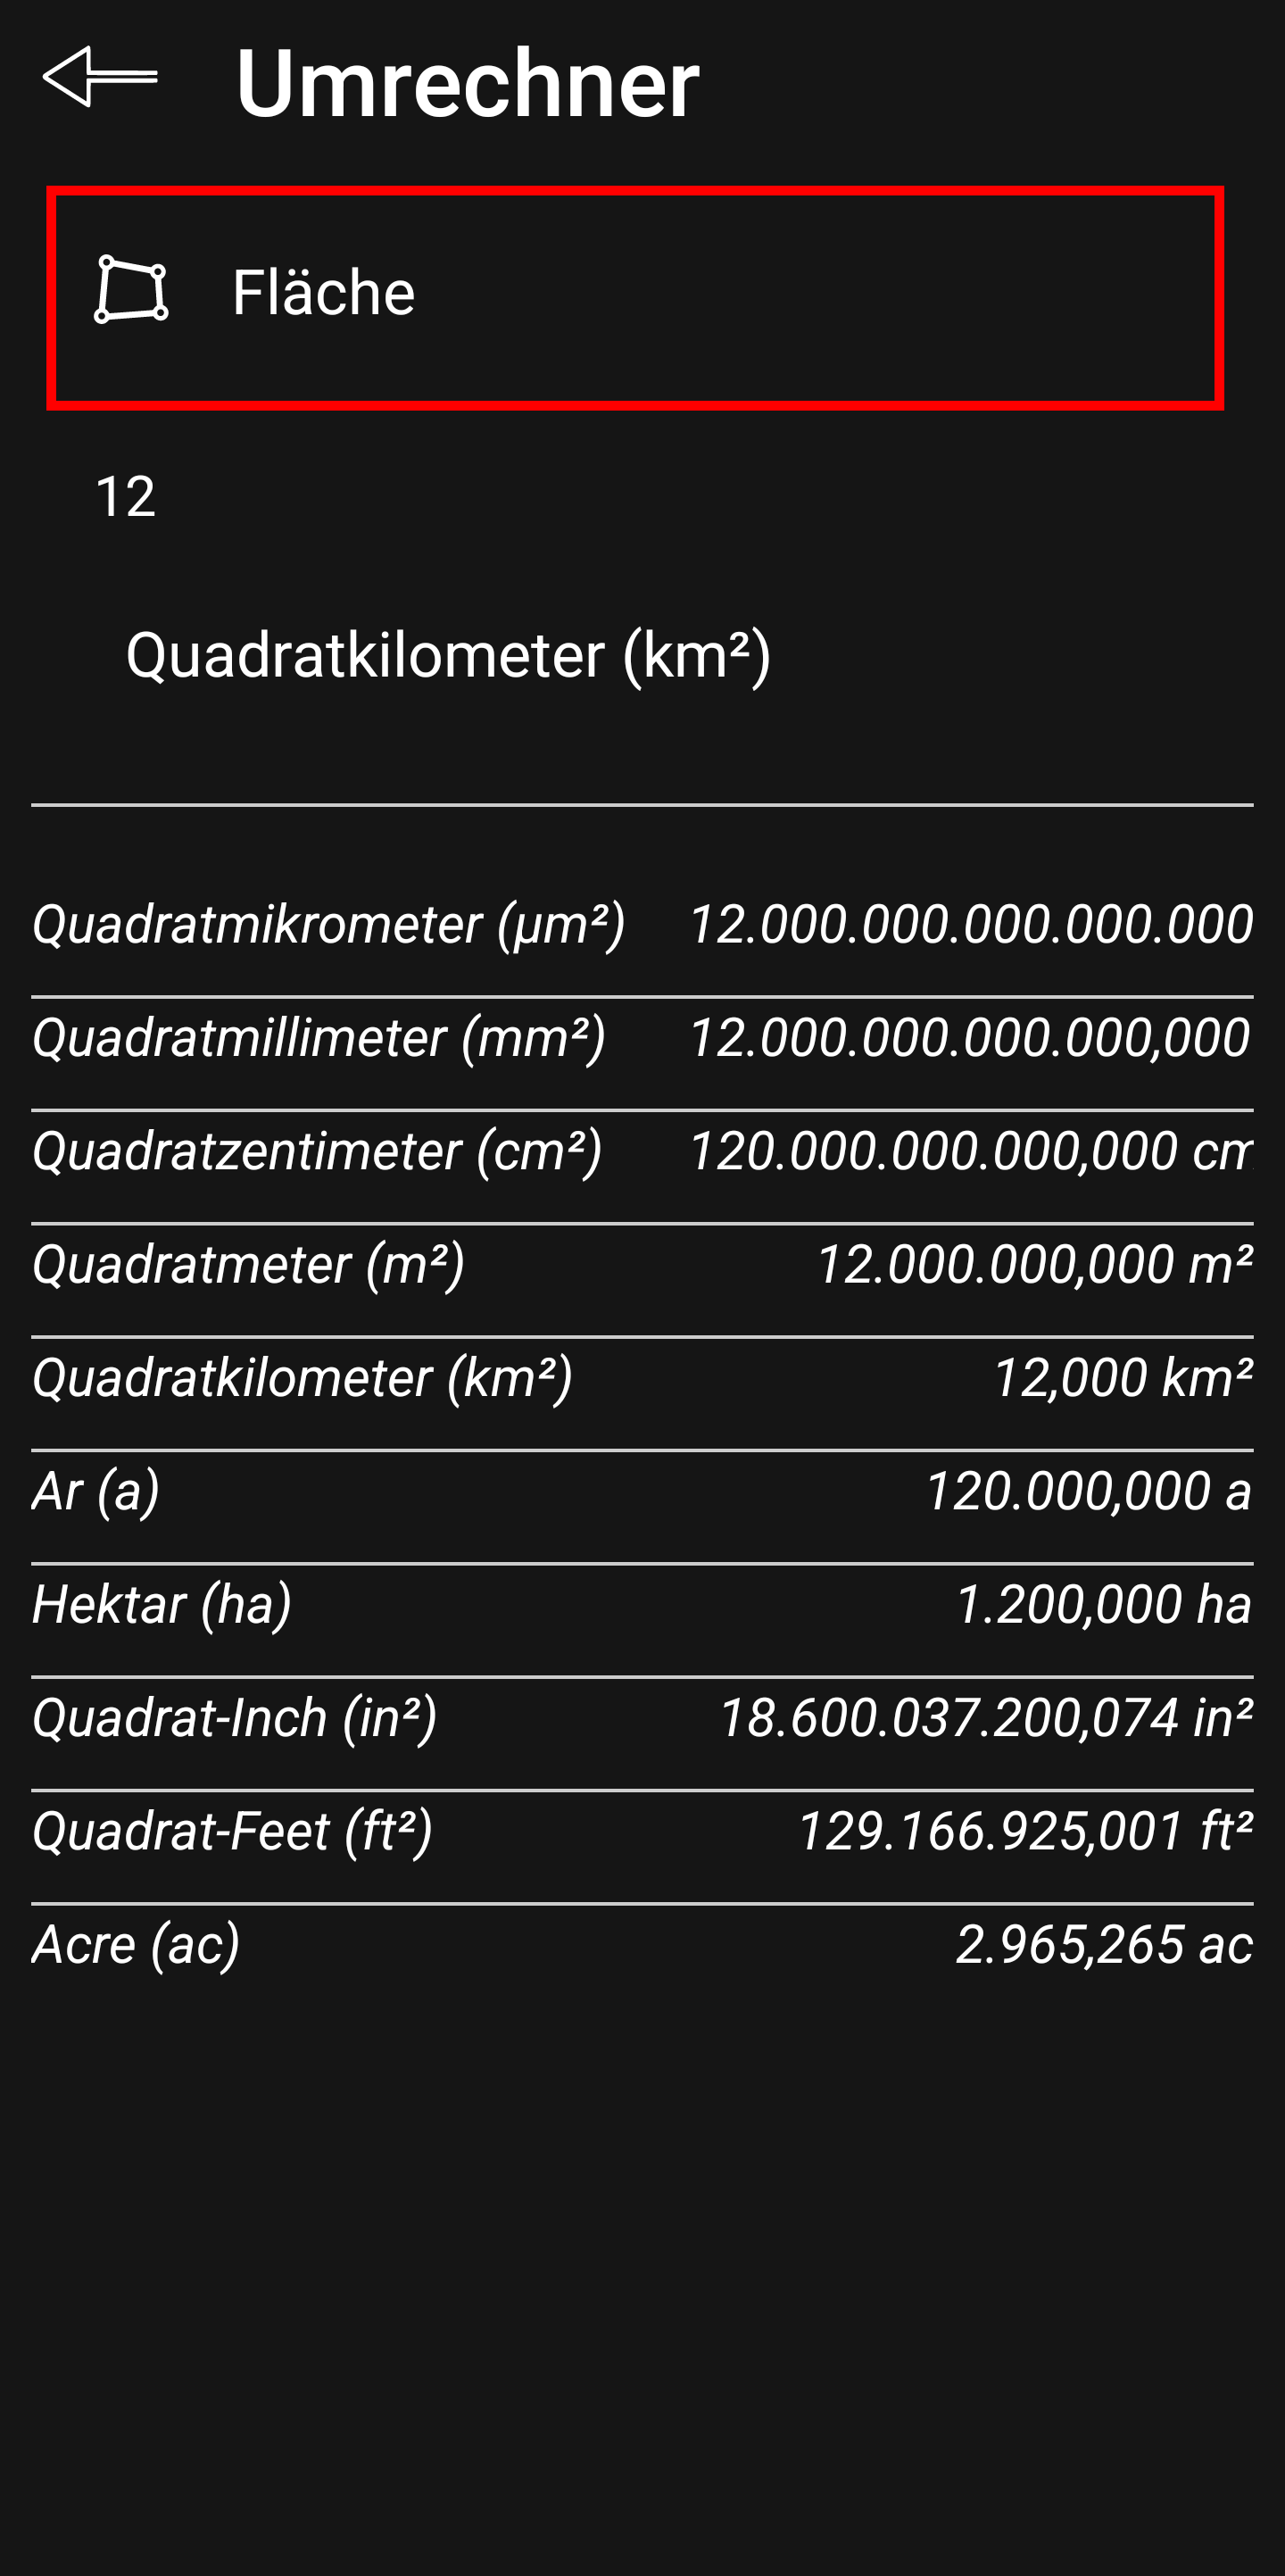 Umrechner
Fläche
12
Quadratkilometer (km²)
Quadratmikrometer (µm²) 12.000.000.000.000.000
Quadratmillimeter (mm²) 12.000.000.000.000,000
Quadratzentimeter (cm²) 120.000.000.000,000 cm
Quadratmeter (m²) 12.000.000,000 m²
Quadratkilometer (km²) 12,000 km²
Ar (a) 120.000,000 a
Hektar (ha) 1.200,000 ha
Quadrat-Inch (in²) 18.600.037.200,074 in²
Quadrat-Feet (ft²) 129.166.925,001 ft²
Acre (ac) 2.965,265 ac